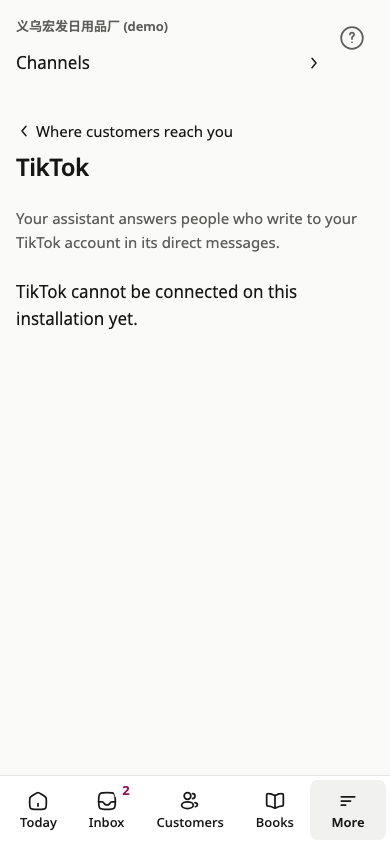 义乌宏发日用品厂 (demo)
Channels
Where customers reach you
TikTok
Your assistant answers people who write to your
TikTok account in its direct messages.
TikTok cannot be connected on this
installation yet.
2
Today
Inbox
Customers
Books
More